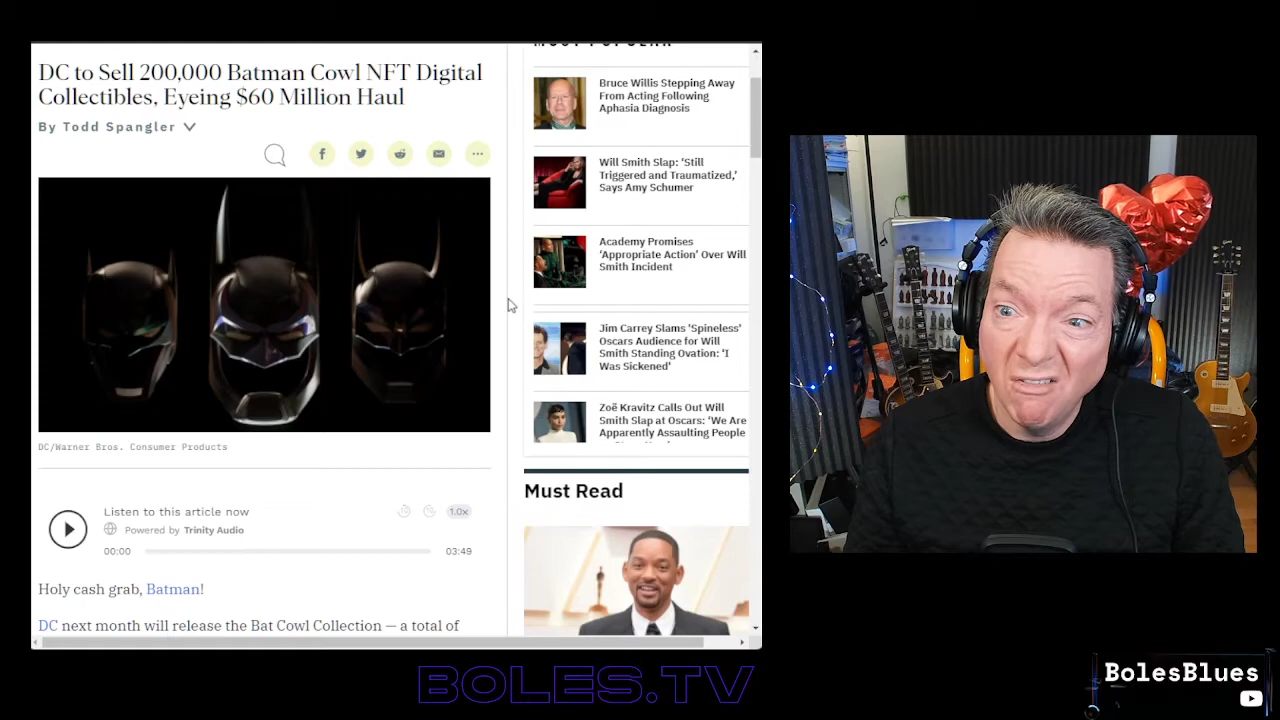 DC to Sell 200,000 Batman Cowl NFT Digital
Collectibles, Eyeing $60 Million Haul
By Todd Spangler
DC/Warner Bros. Consumer Products
Listen to this article now
Powered by Trinity Audio
1.0x
00:00
03:49
Holy cash grab, Batman!
DC next month will release the Bat Cowl Collection — a total of
MOST POPULAR
Bruce Willis Stepping Away
From Acting Following
Aphasia Diagnosis
Will Smith Slap: ‘Still
Triggered and Traumatized,’
Says Amy Schumer
Academy Promises
‘Appropriate Action’ Over Will
Smith Incident
Jim Carrey Slams ‘Spineless’
Oscars Audience for Will
Smith Standing Ovation: ‘I
Was Sickened’
Zoë Kravitz Calls Out Will
Smith Slap at Oscars: ‘We Are
Apparently Assaulting People
Must Read
BOLES.TV
BolesBlues